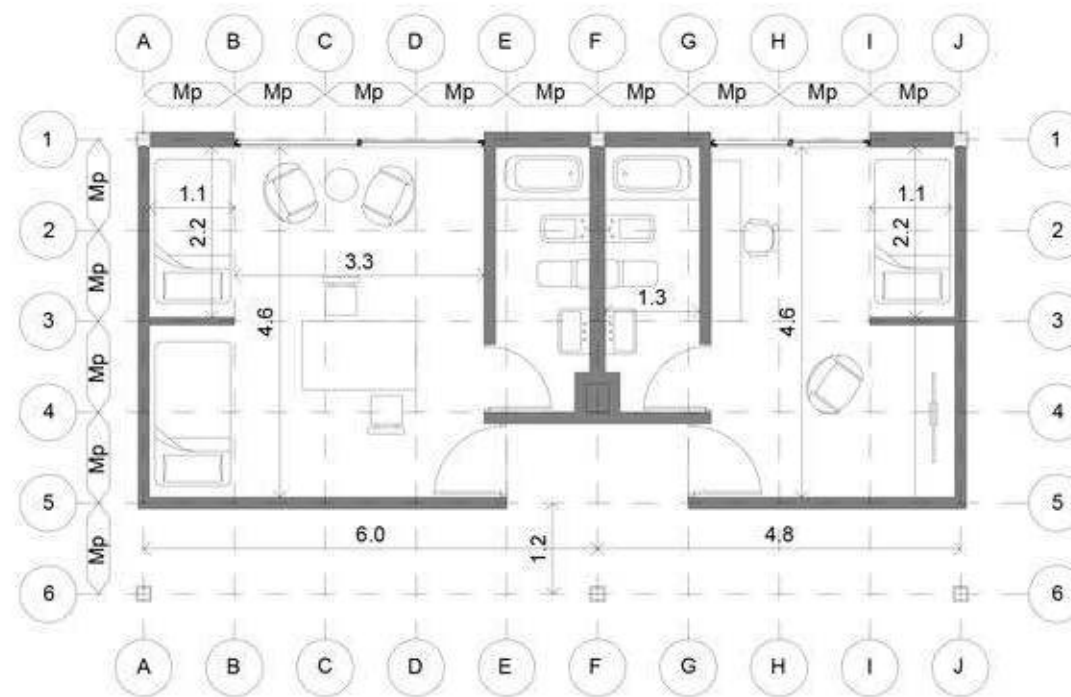 A B C D E F G H I J
Mp Mp Mp Mp Mp Mp Mp Mp Mp
1 1
Mp
1.1 1.1
2 2.2 2.2 2
Mp
3.3
1.3
3 4.6 4.6 3
Mp
4 4
Mp
5 5
6.0 4.8
Mp 1.2
6 6
A B C D E F G H I J